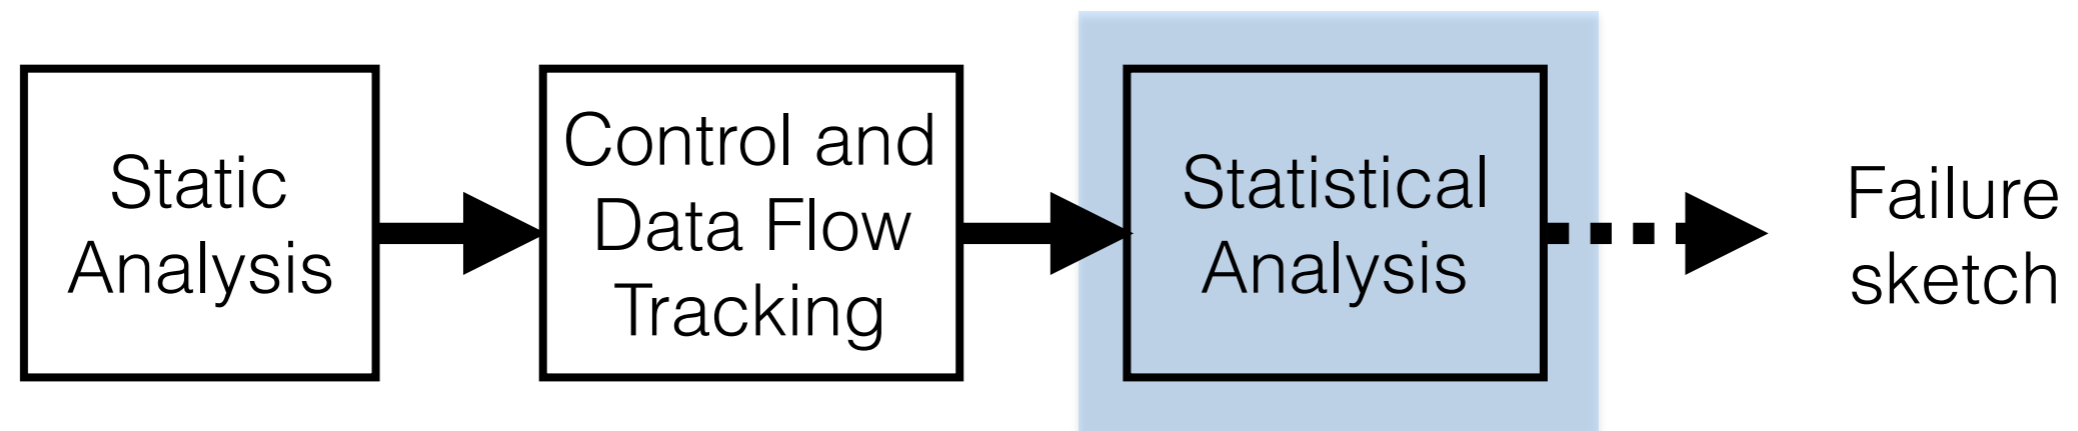 Static
Analysis
Control and
Data Flow
Tracking
Statistical
Analysis
Failure
sketch